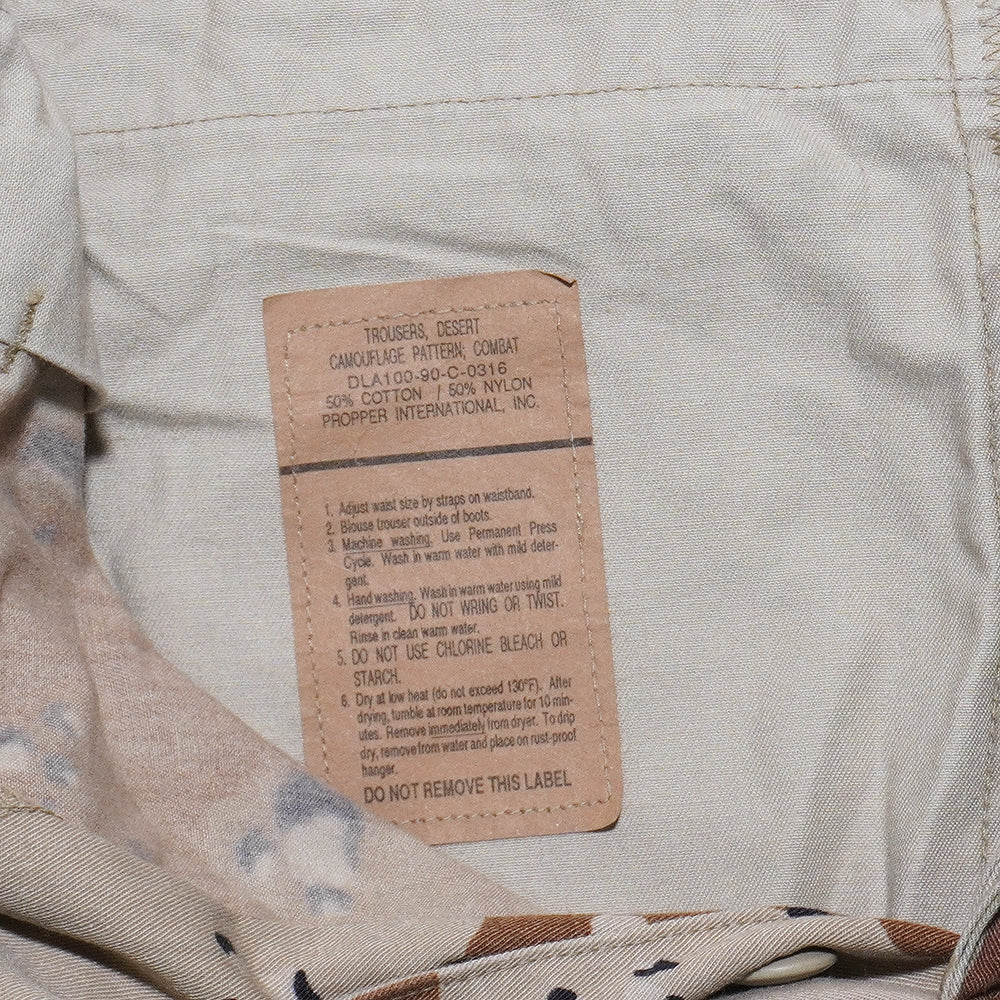 TROUSERS, DESERT
CAMOUFLAGE PATTERN; COMBAT
DLA100-90-C-0316
50% COTTON / 50% NYLON
PROPPER INTERNATIONAL, INC.
1. Adjust waist size by straps on waistband.
2. Blouse trouser outside of boots.
3. Machine washing. Use Permanent Press
Cycle. Wash in warm water with mild deter-
gent.
4. Hand washing. Wash in warm water using mild
detergent. DO NOT WRING OR TWIST.
Rinse in clean warm water.
5. DO NOT USE CHLORINE BLEACH OR
STARCH.
6. Dry at low heat (do not exceed 130°F). After
drying, tumble at room temperature for 10 min-
utes. Remove immediately from dryer. To drip
dry, remove from water and place on rust-proof
hanger.
DO NOT REMOVE THIS LABEL